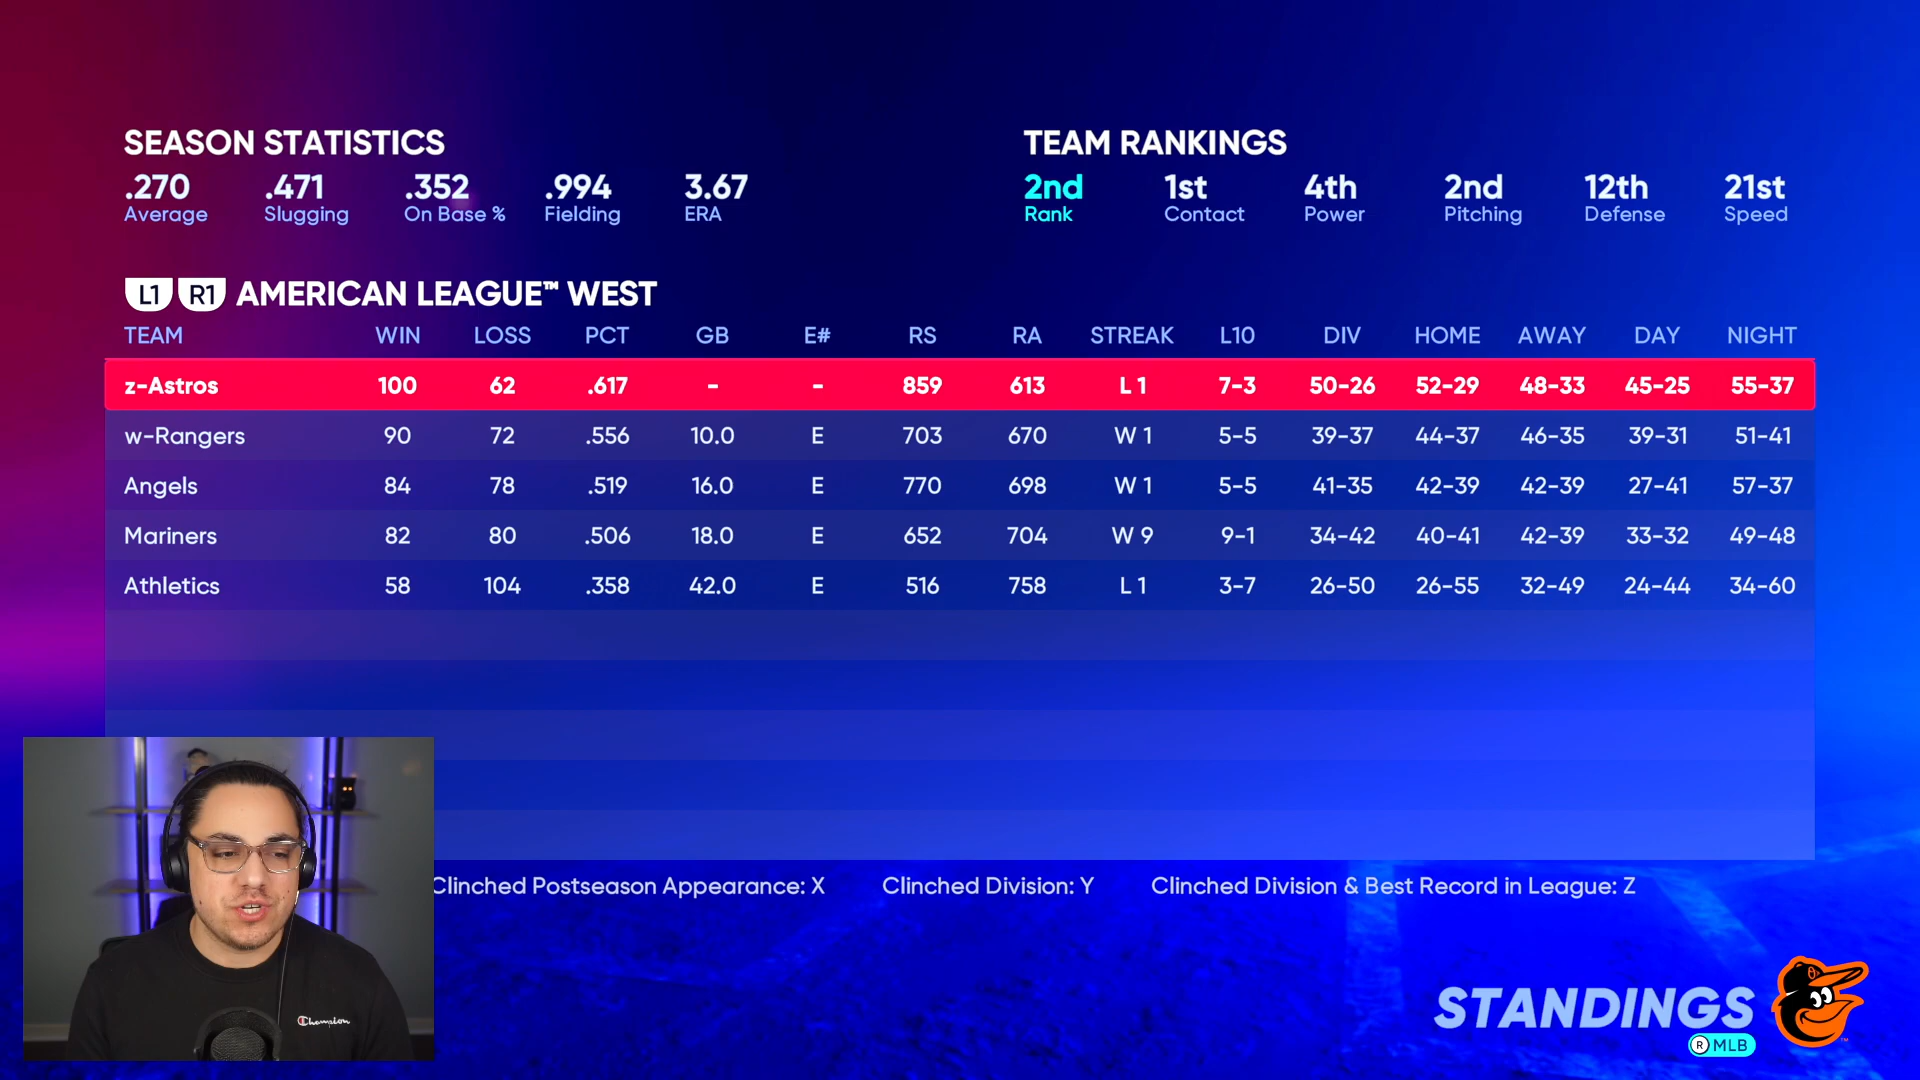 SEASON STATISTICS
.270 .471 .352 .994 3.67
Average Slugging On Base % Fielding ERA
TEAM RANKINGS
2nd 1st 4th 2nd 12th 21st
Rank Contact Power Pitching Defense Speed
L1 R1 AMERICAN LEAGUE™ WEST
TEAM WIN LOSS PCT GB E# RS RA STREAK L10 DIV HOME AWAY DAY NIGHT
z-Astros 100 62 .617 - - 859 613 L 1 7-3 50-26 52-29 48-33 45-25 55-37
w-Rangers 90 72 .556 10.0 E 703 670 W 1 5-5 39-37 44-37 46-35 39-31 51-41
Angels 84 78 .519 16.0 E 770 698 W 1 5-5 41-35 42-39 42-39 27-41 57-37
Mariners 82 80 .506 18.0 E 652 704 W 9 9-1 34-42 40-41 42-39 33-32 49-48
Athletics 58 104 .358 42.0 E 516 758 L 1 3-7 26-50 26-55 32-49 24-44 34-60
Clinched Postseason Appearance: X Clinched Division: Y Clinched Division & Best Record in League: Z
Champion
STANDINGS
R MLB